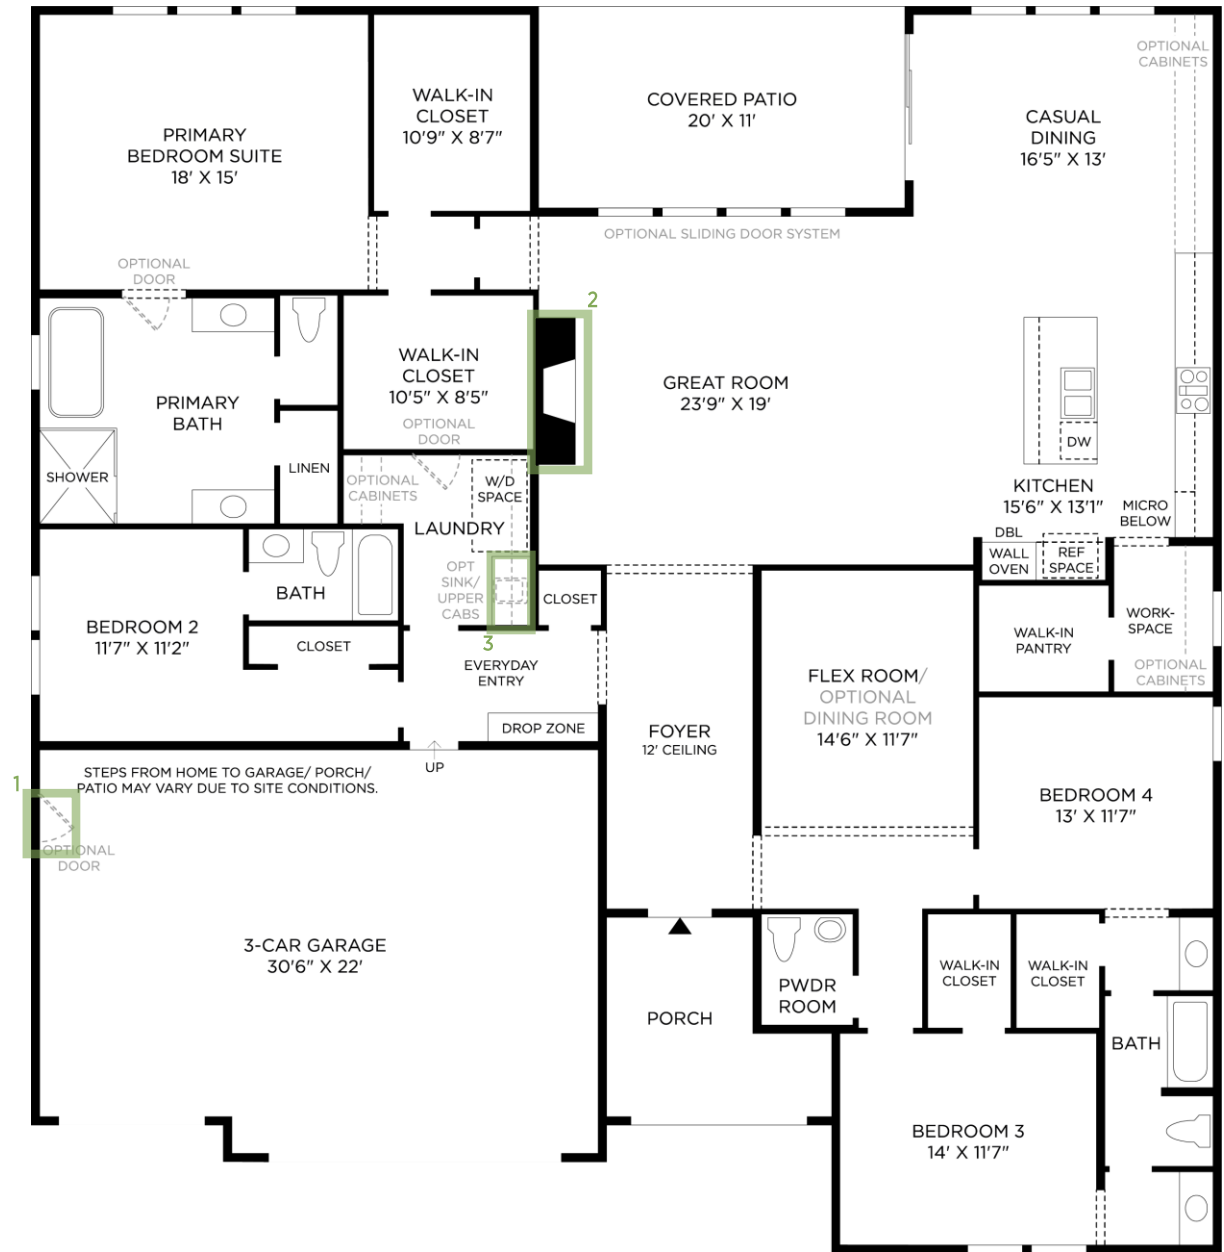 PRIMARY
BEDROOM SUITE
18' X 15'
WALK-IN
CLOSET
10'9" X 8'7"
COVERED PATIO
20' X 11'
CASUAL
DINING
16'5" X 13'
OPTIONAL
CABINETS
OPTIONAL SLIDING DOOR SYSTEM
OPTIONAL
DOOR
2
PRIMARY
BATH
WALK-IN
CLOSET
10'5" X 8'5"
OPTIONAL
DOOR
GREAT ROOM
23'9" X 19'
SHOWER
LINEN
OPTIONAL
CABINETS
W/D
SPACE
LAUNDRY
DW
KITCHEN
15'6" X 13'1"
MICRO
BELOW
DBL
WALL
OVEN
REF
SPACE
OPT
SINK/
UPPER
CABS
3
BATH
CLOSET
BEDROOM 2
11'7" X 11'2"
CLOSET
EVERYDAY
ENTRY
DROP ZONE
WALK-IN
PANTRY
WORK-
SPACE
OPTIONAL
CABINETS
FLEX ROOM/
OPTIONAL
DINING ROOM
14'6" X 11'7"
FOYER
12' CEILING
UP
STEPS FROM HOME TO GARAGE/ PORCH/
PATIO MAY VARY DUE TO SITE CONDITIONS.
1
OPTIONAL
DOOR
BEDROOM 4
13' X 11'7"
3-CAR GARAGE
30'6" X 22'
PORCH
PWDR
ROOM
WALK-IN
CLOSET
WALK-IN
CLOSET
BATH
BEDROOM 3
14' X 11'7"